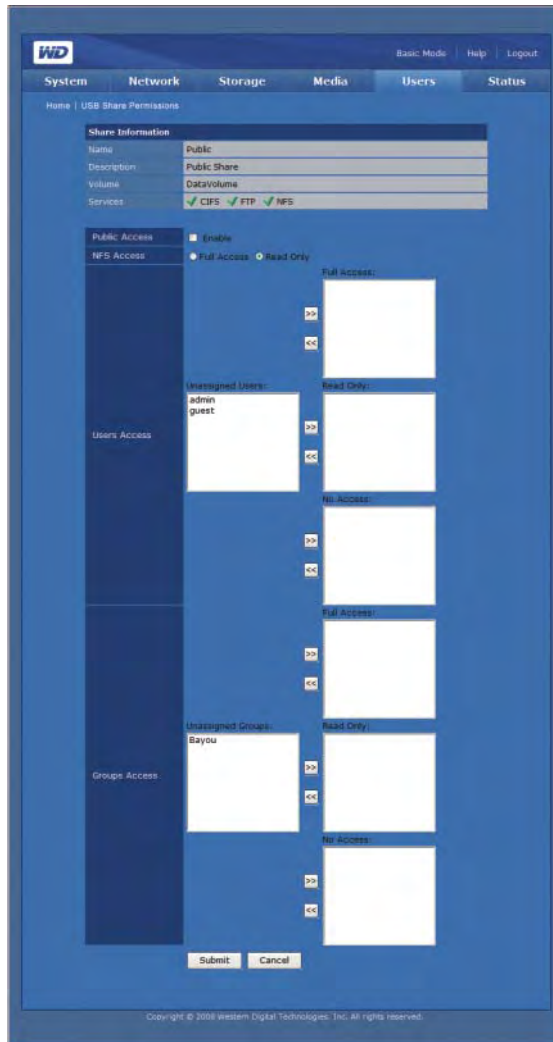 WD
Basic Mode | Help | Logout
System Network Storage Media Users Status
Home | USB Share Permissions
Share Information
Name Public
Description Public Share
Volume DataVolume
Services CIFS FTP NFS
Public Access Enable
NFS Access Full Access Read Only
Full Access:
>>
<<
Unassigned Users: Read Only:
admin
guest
>>
Users Access
<<
No Access:
>>
<<
Full Access:
>>
<<
Unassigned Groups: Read Only:
Bayou
>>
Groups Access
<<
No Access:
>>
<<
Submit Cancel
Copyright © 2008 Western Digital Technologies, Inc. All rights reserved.